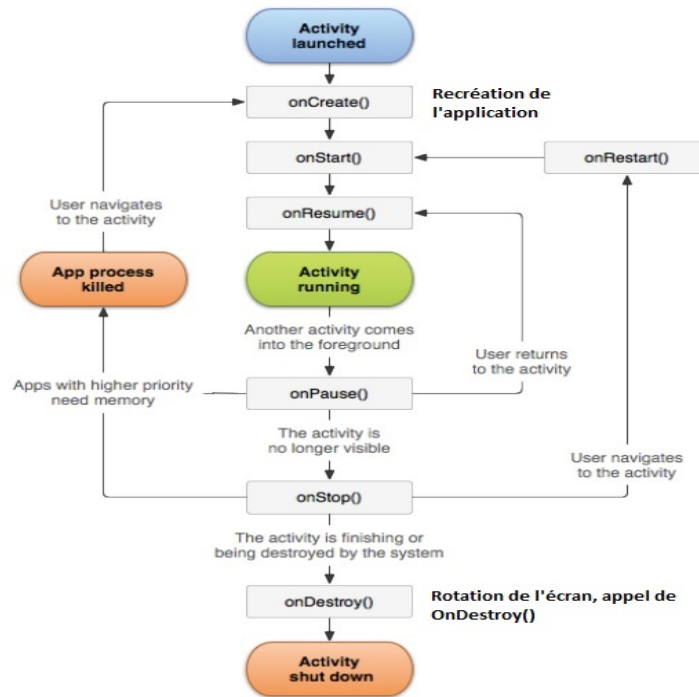 Activity
launched
onCreate()
Recréation de
l'application
onStart()
onRestart()
User navigates
to the activity
onResume()
App process
killed
Activity
running
Another activity comes
into the foreground
User returns
to the activity
Apps with higher priority
need memory
onPause()
The activity is
no longer visible
User navigates
to the activity
onStop()
The activity is finishing or
being destroyed by the system
onDestroy()
Rotation de l'écran, appel de
OnDestroy()
Activity
shut down